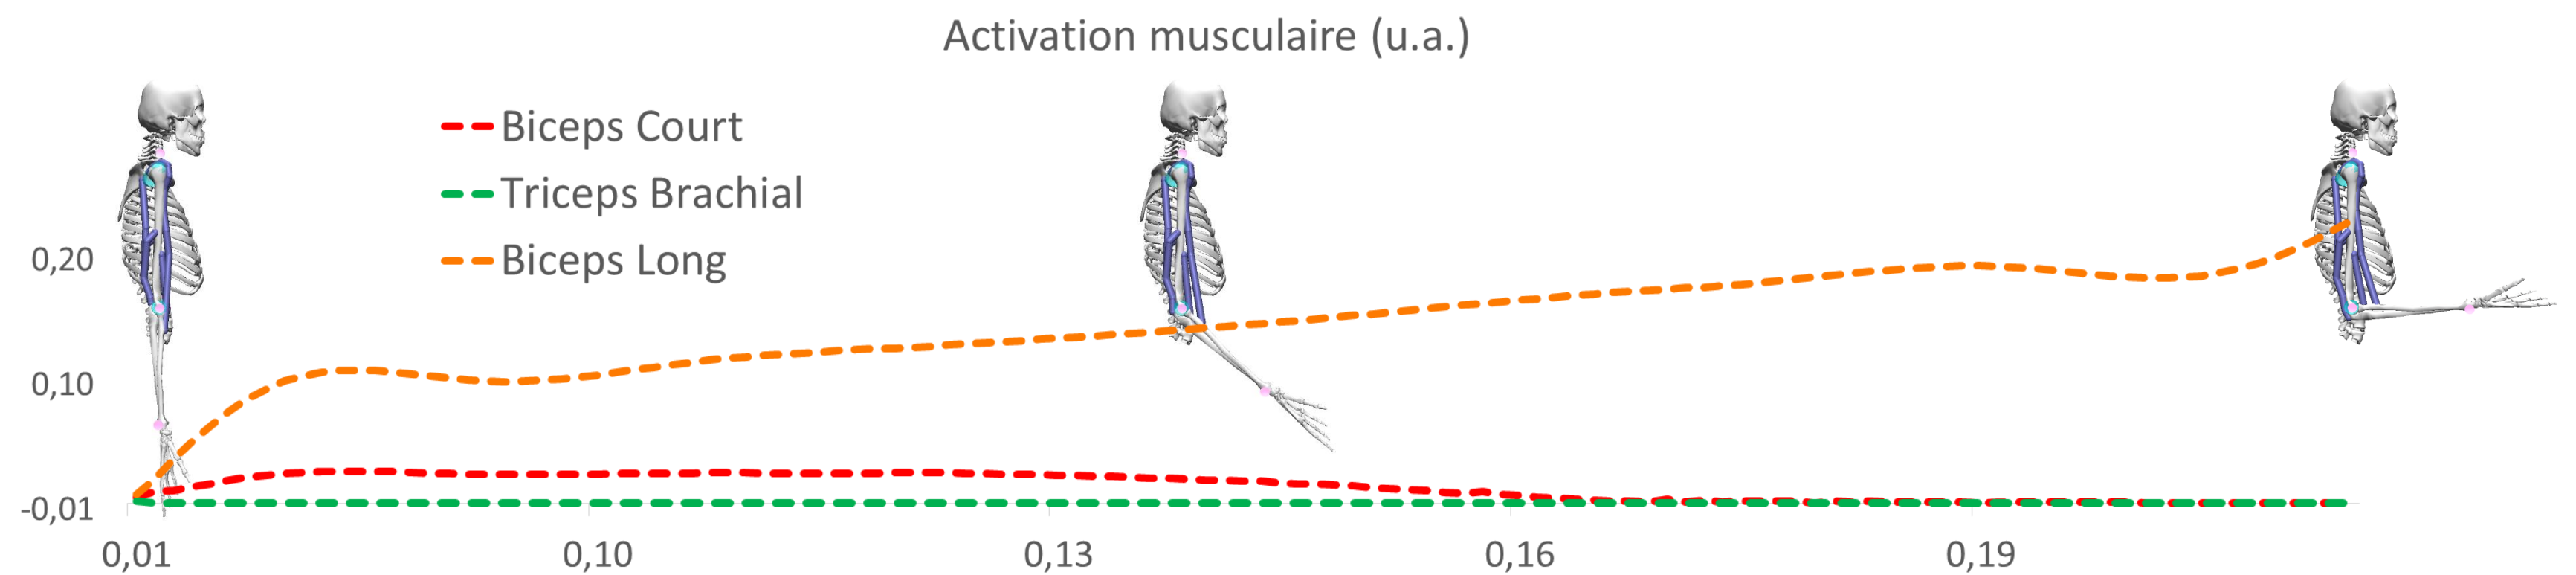 Activation musculaire (u.a.)
Biceps Court
Triceps Brachial
Biceps Long
0,20
0,10
-0,01
0,01 0,10 0,13 0,16 0,19